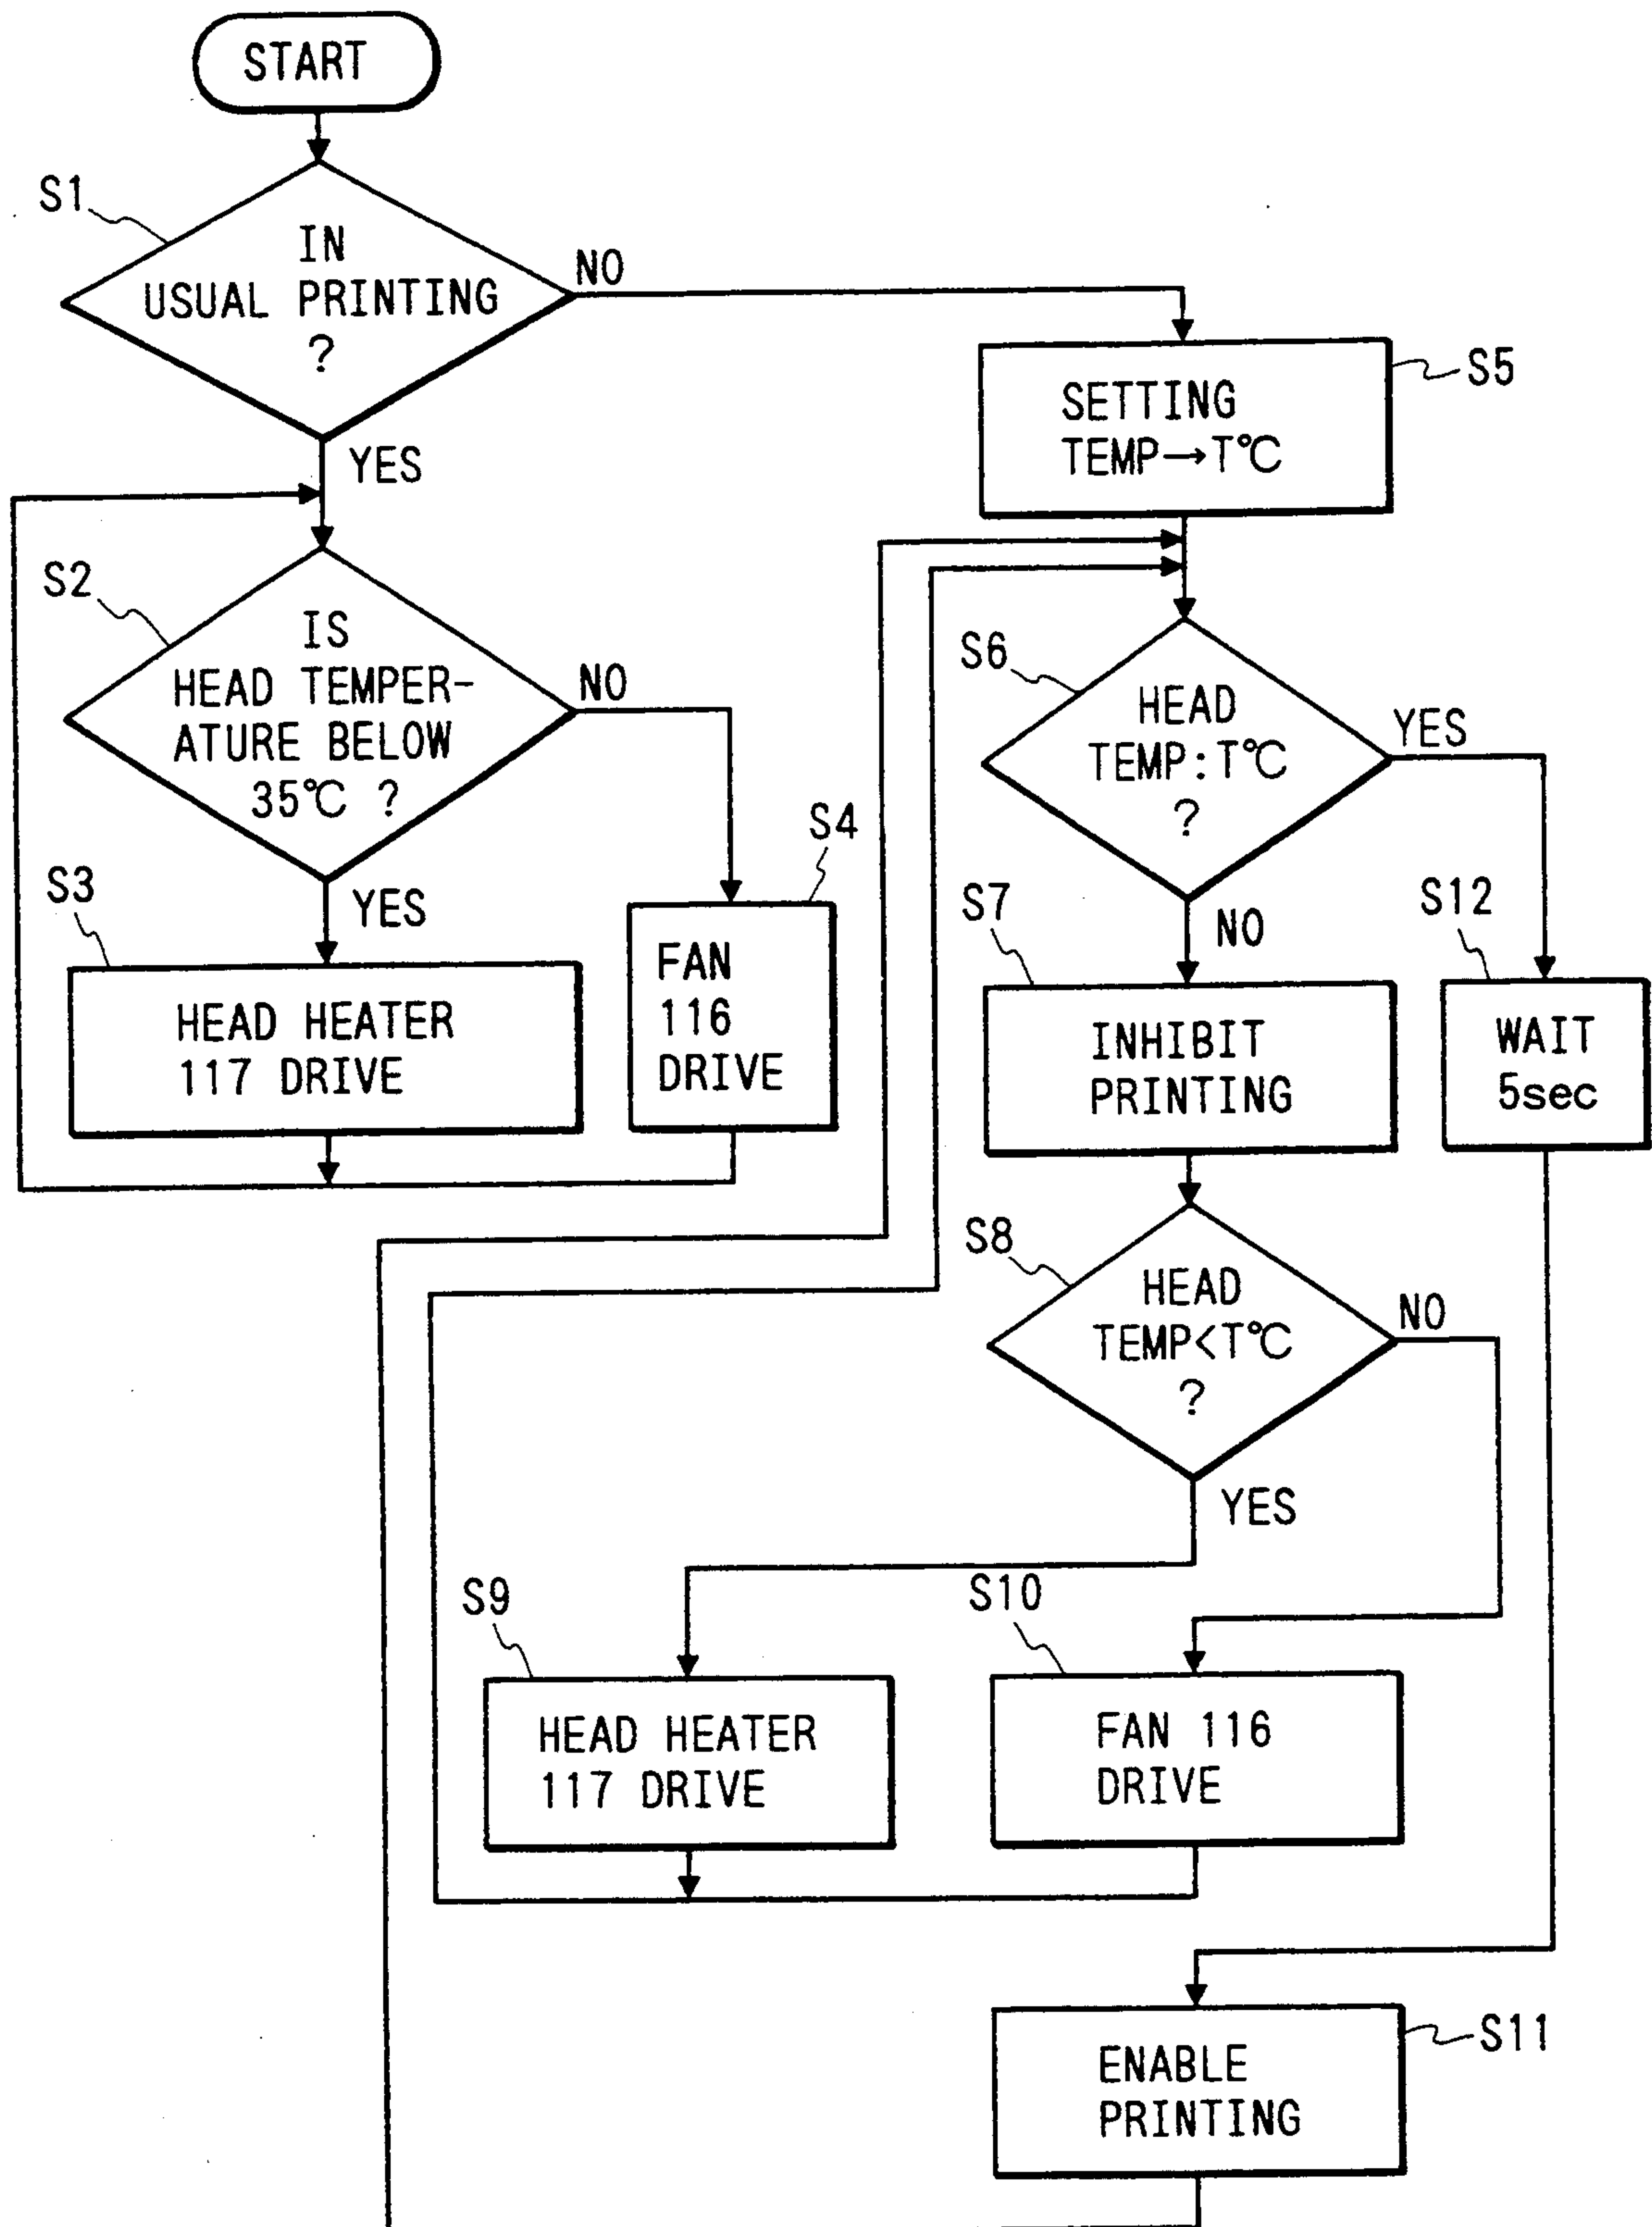 START
S1
IN
USUAL PRINTING
?
NO
YES
S5
SETTING
TEMP→T℃
S2
IS
HEAD TEMPER-
ATURE BELOW
35℃ ?
NO
YES
S3
HEAD HEATER
117 DRIVE
S4
FAN
116
DRIVE
S6
HEAD
TEMP:T℃
?
YES
NO
S7
INHIBIT
PRINTING
S12
WAIT
5sec
S8
HEAD
TEMP<T℃
?
NO
YES
S9
HEAD HEATER
117 DRIVE
S10
FAN 116
DRIVE
S11
ENABLE
PRINTING